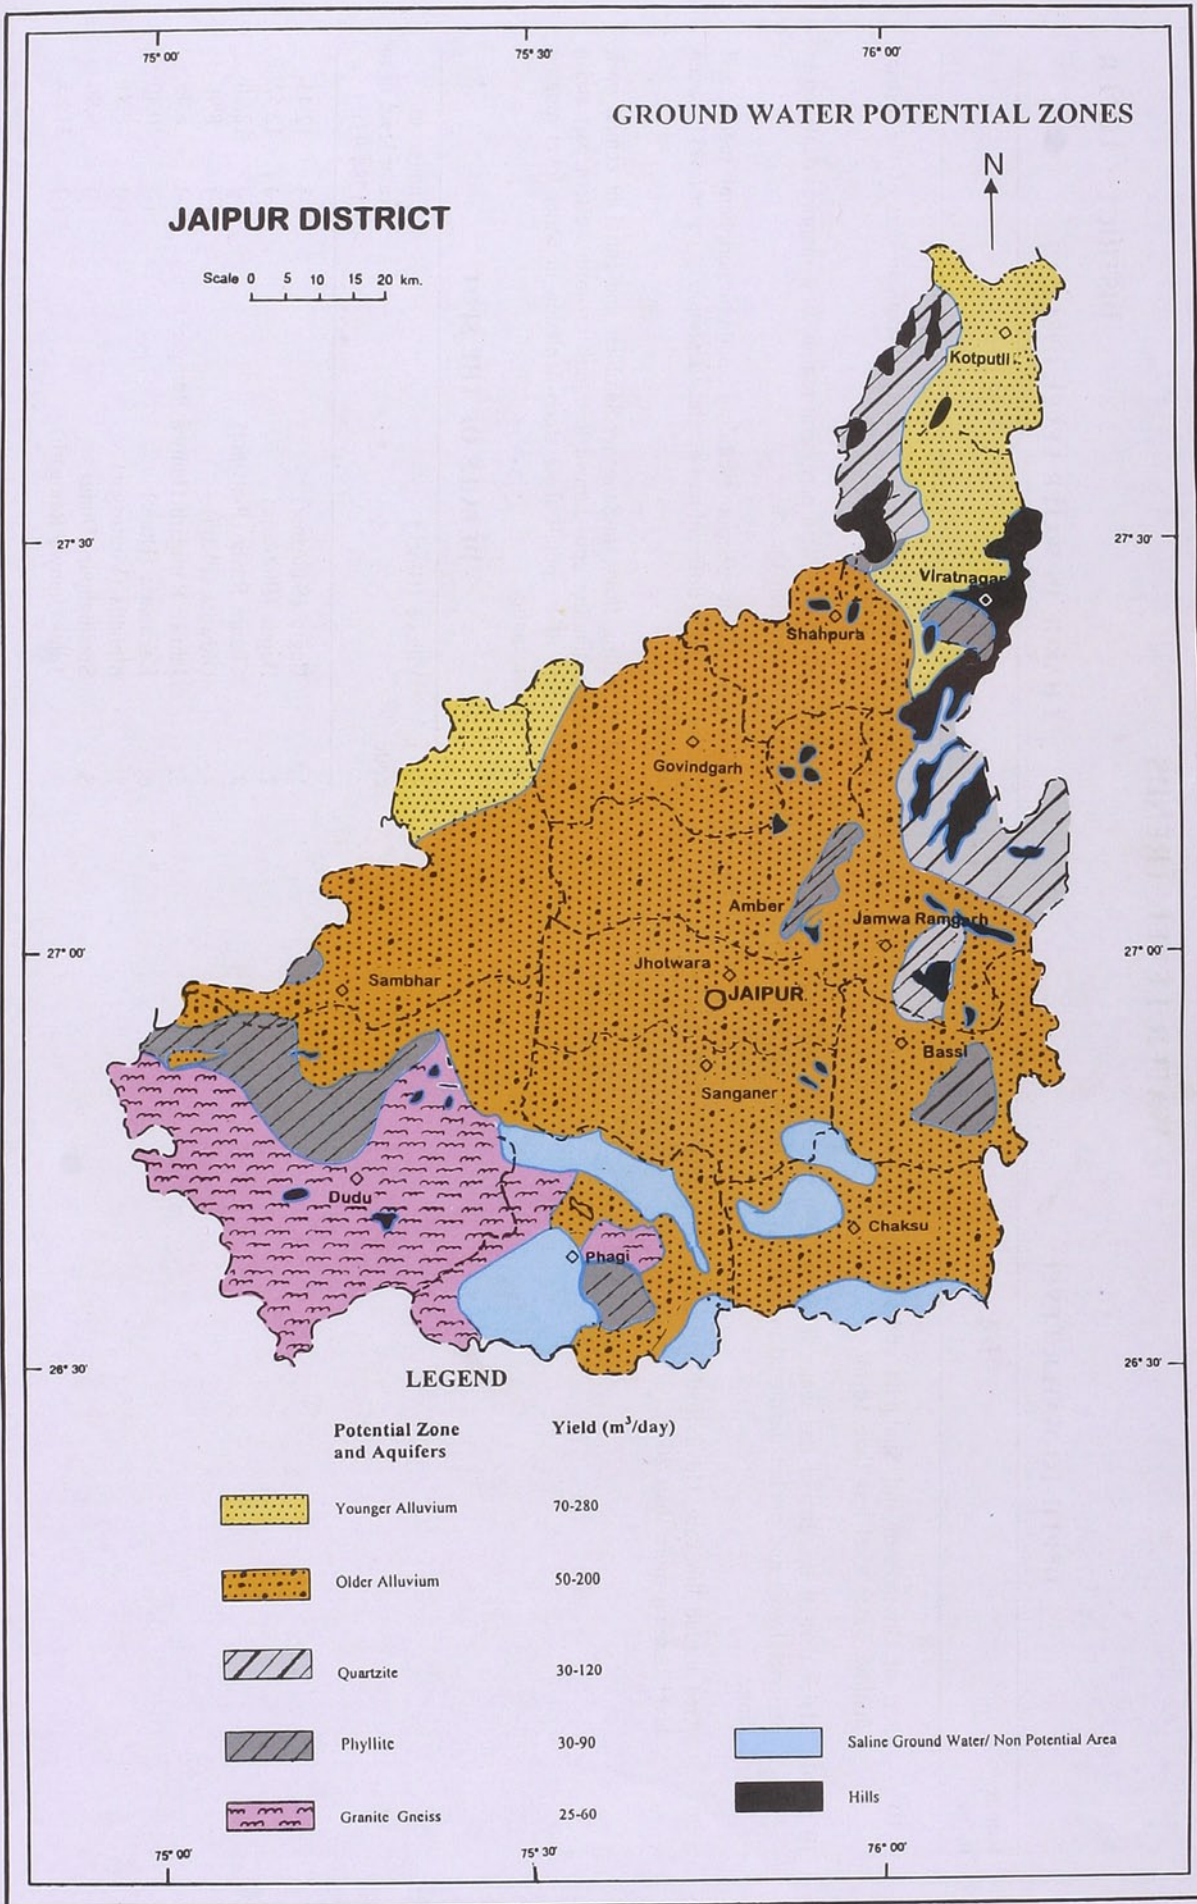 75° 00'
75° 30'
76° 00'
GROUND WATER POTENTIAL ZONES
N
JAIPUR DISTRICT
Scale 0 5 10 15 20 km.
Kotputli
27° 30'
27° 30'
Viratnagar
Shahpura
Govindgarh
Amber
Jamwa Ramgarh
27° 00'
27° 00'
Jhotwara
Sambhar
JAIPUR
Bassi
Sanganer
Dudu
Chaksu
Phagi
26° 30'
26° 30'
LEGEND
Potential Zone Yield (m³/day)
and Aquifers
Younger Alluvium 70-280
Older Alluvium 50-200
Quartzite 30-120
Phyllite 30-90
Saline Ground Water/ Non Potential Area
Hills
Granite Gneiss 25-60
75° 00'
75° 30'
76° 00'